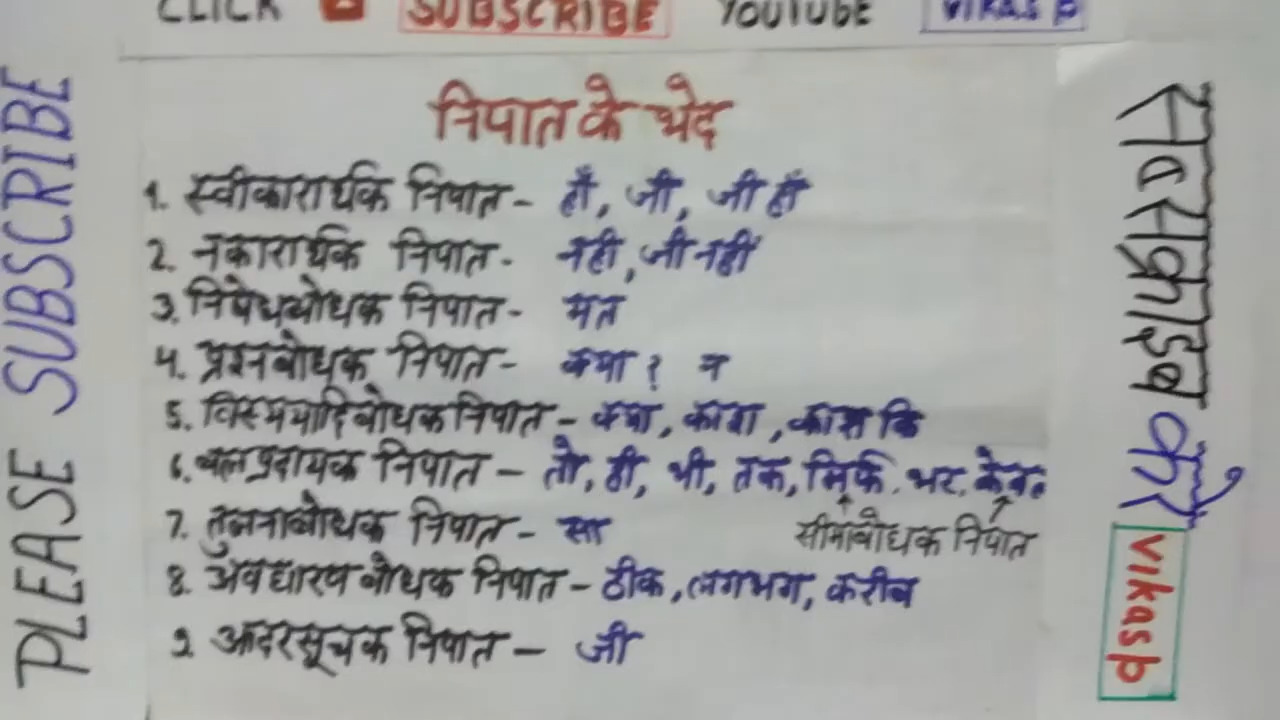 CLICK SUBSCRIBE YOUTUBE VIKAS P
PLEASE SUBSCRIBE
निपात के भेद
1. स्वीकारार्थक निपात - हाँ, जी, जी हाँ
2. नकारार्थक निपात - नही, जी नहीं
3. निषेधबोधक निपात - मत
4. प्रश्नबोधक निपात - क्या? न
5. विस्मयादिबोधक निपात - क्या, काश, काश कि
6. बलप्रदायक निपात - तो, ही, भी, तक, सिर्फ, भर, केवल
सीमाबोधक निपात
7. तुलनाबोधक निपात - सा
8. अवधारणबोधक निपात - ठीक, लगभग, करीब
9. आदरसूचक निपात - जी
सबसक्राइब करे
vikasp